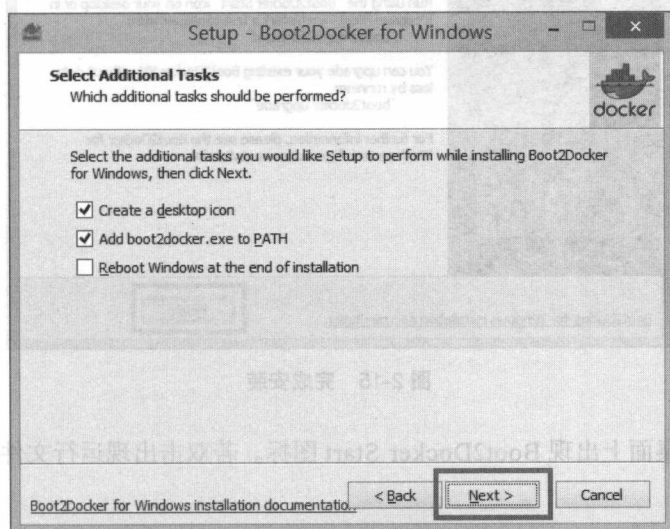 Setup - Boot2Docker for Windows
Select Additional Tasks
Which additional tasks should be performed?
docker
Select the additional tasks you would like Setup to perform while installing Boot2Docker
for Windows, then click Next.
Create a desktop icon
Add boot2docker.exe to PATH
Reboot Windows at the end of installation
Boot2Docker for Windows installation documentatio
< Back
Next >
Cancel